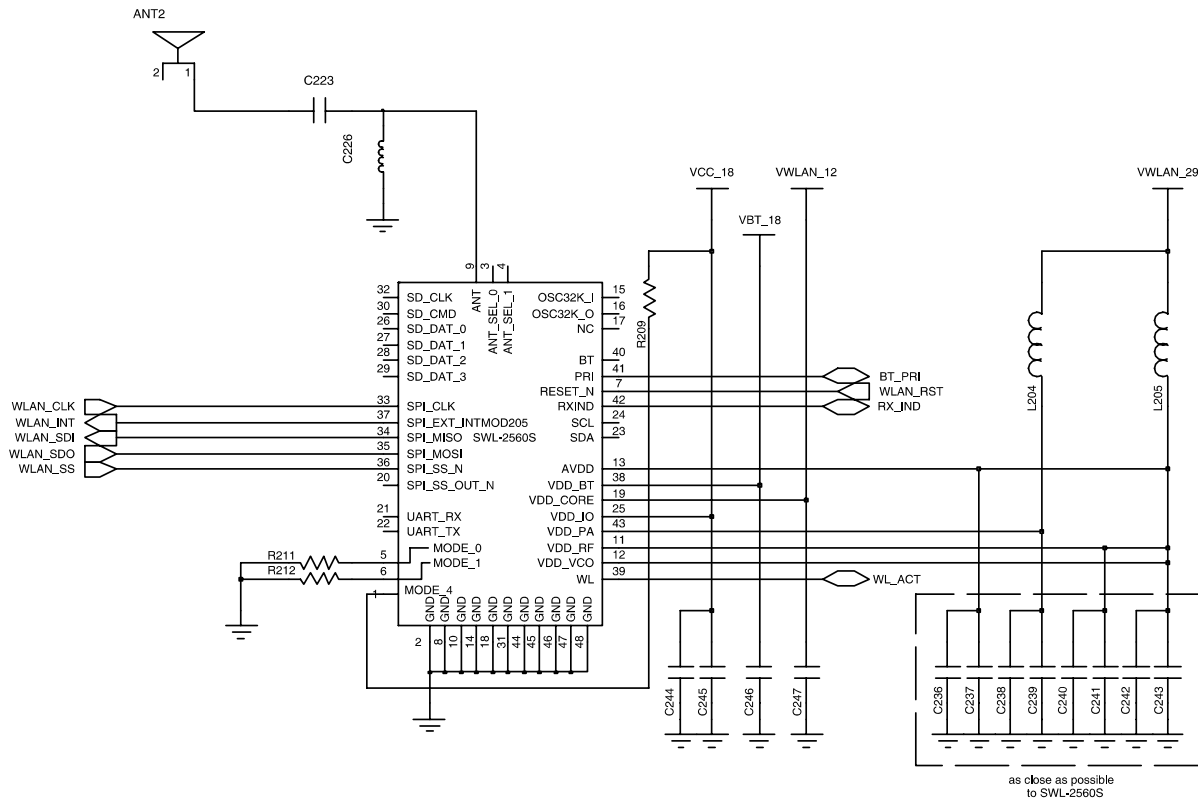 ANT2
2 1
C223
C226
VCC_18
VWLAN_12
VWLAN_29
VBT_18
9 ANT
3 ANT_SEL_0
4 ANT_SEL_1
R209
L204
L205
32 SD_CLK
30 SD_CMD
26 SD_DAT_0
27 SD_DAT_1
28 SD_DAT_2
29 SD_DAT_3
WLAN_CLK 33 SPI_CLK
WLAN_INT 37 SPI_EXT_INTMOD205
WLAN_SDI 34 SPI_MISO SWL-2560S
WLAN_SDO 35 SPI_MOSI
WLAN_SS 36 SPI_SS_N
20 SPI_SS_OUT_N
21 UART_RX
22 UART_TX
R211 5 MODE_0
R212 6 MODE_1
1 MODE_4
OSC32K_I 15
OSC32K_O 16
NC 17
BT 40
PRI 41 BT_PRI
RESET_N 7 WLAN_RST
RXIND 42 RX_IND
SCL 24
SDA 23
AVDD 13
VDD_BT 38
VDD_CORE 19
VDD_IO 25
VDD_PA 43
VDD_RF 11
VDD_VCO 12
WL 39 WL_ACT
GND GND GND GND GND GND GND GND GND GND GND
2 8 10 14 18 31 44 45 46 47 48
C244 C245 C246 C247
C236 C237 C238 C239 C240 C241 C242 C243
as close as possible
to SWL-2560S